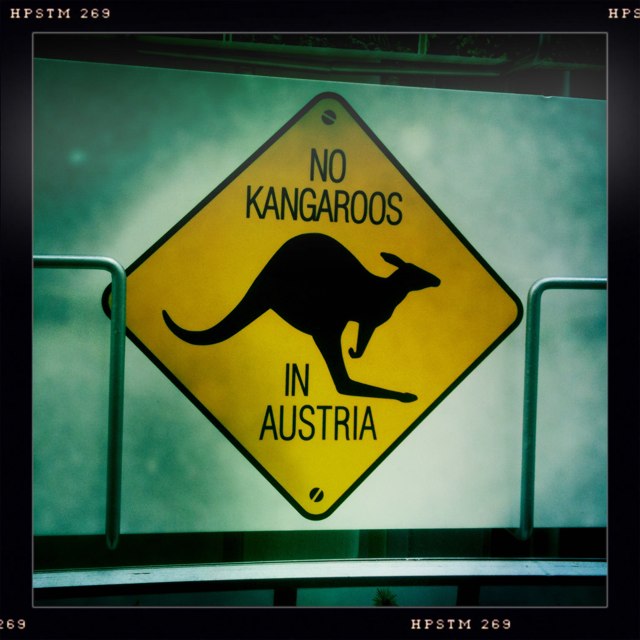 HPSTM 269
HPS
NO
KANGAROOS
IN
AUSTRIA
269
HPSTM 269